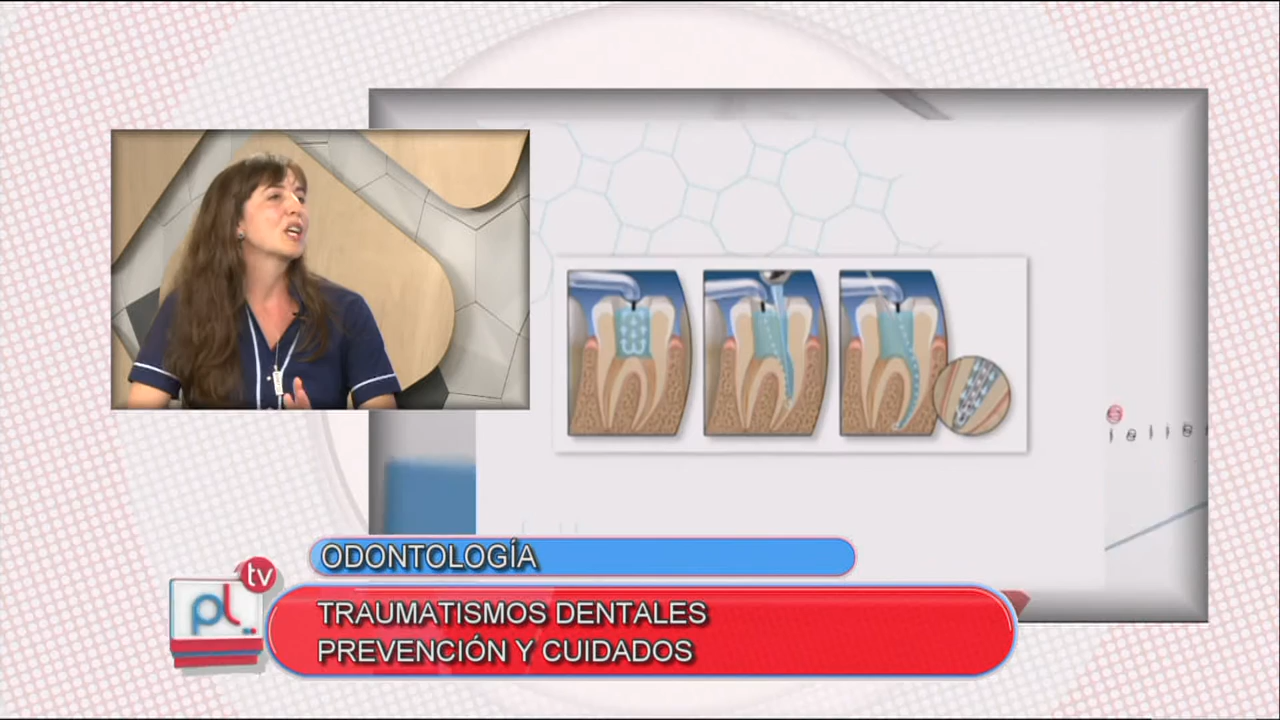 ODONTOLOGÍA
tv
pl
TRAUMATISMOS DENTALES
PREVENCIÓN Y CUIDADOS